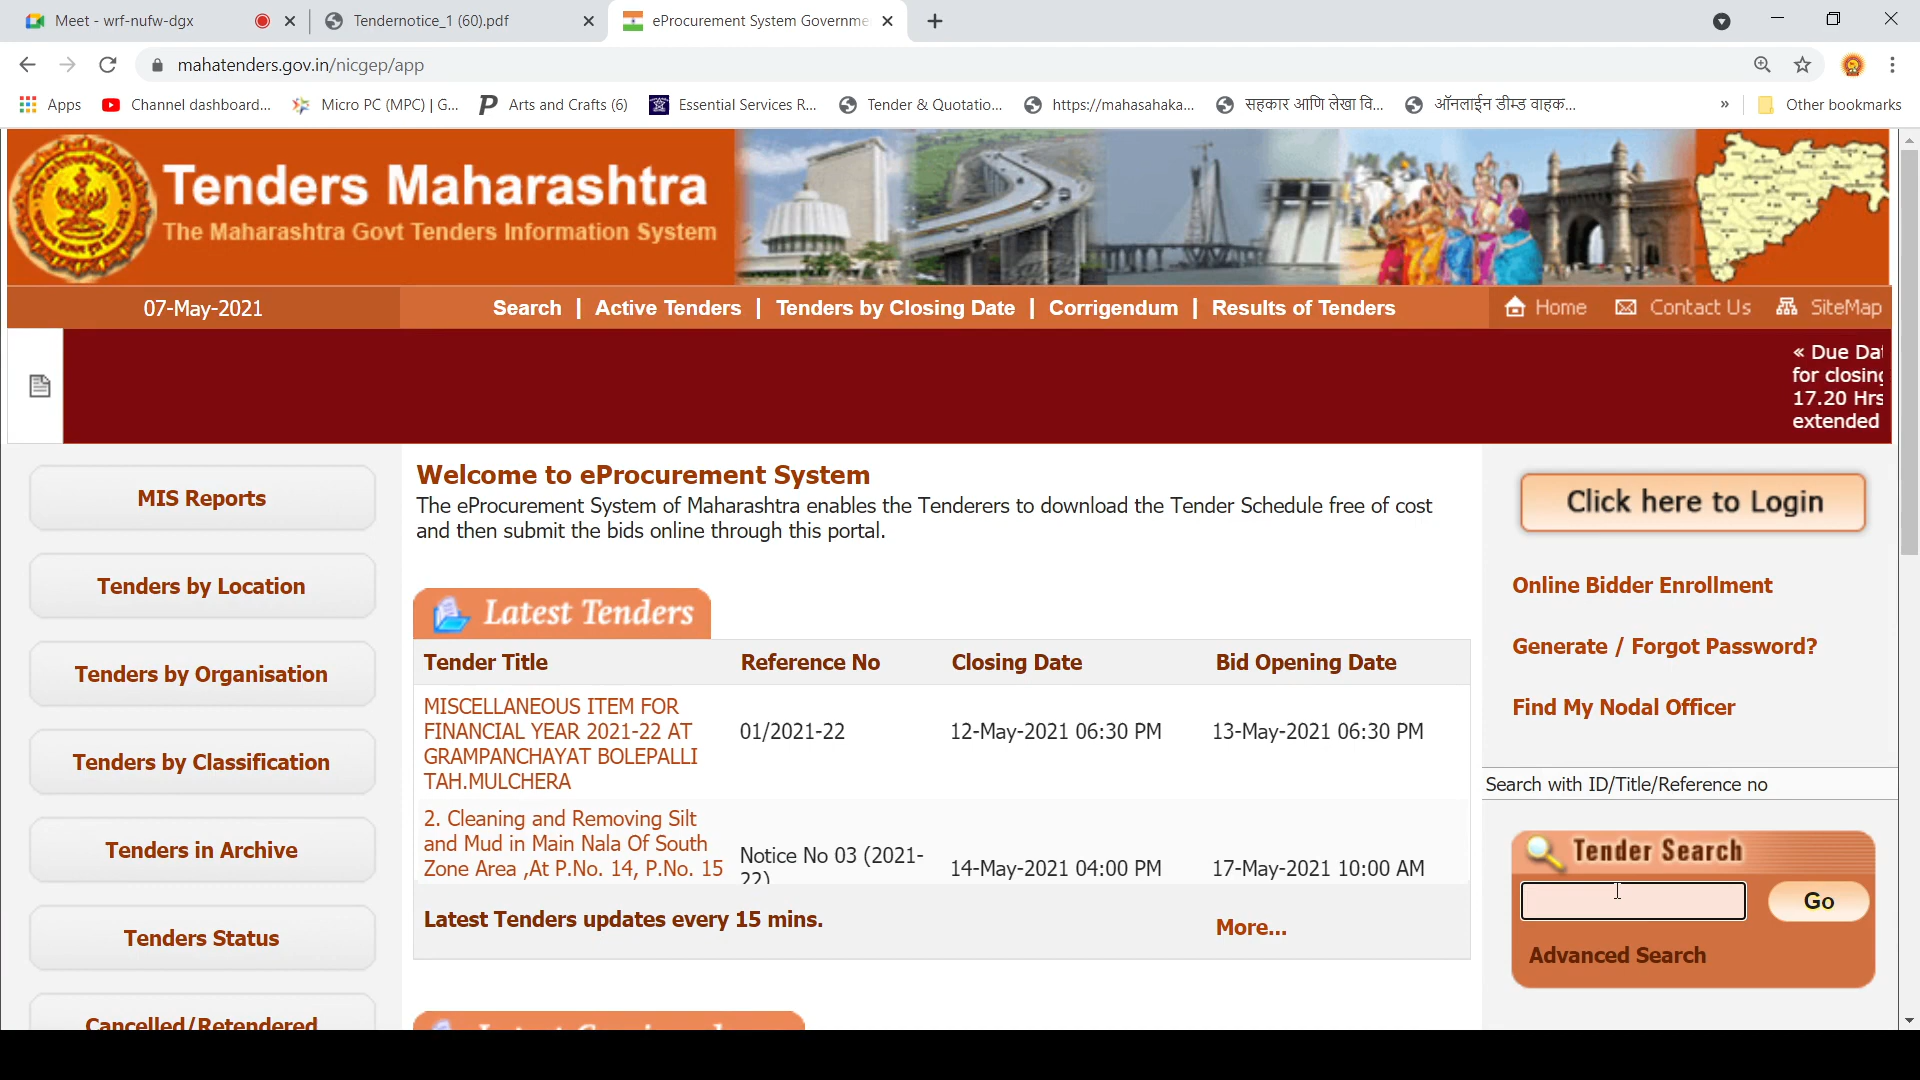 Meet - wrf-nufw-dgx
Tendernotice_1 (60).pdf
eProcurement System Governme
mahatenders.gov.in/nicgep/app
Apps
Channel dashboard...
Micro PC (MPC) | G...
Arts and Crafts (6)
Essential Services R...
Tender & Quotatio...
https://mahasahaka...
सहकार आणि लेखा वि...
ऑनलाईन डीम्ड वाहक...
»
Other bookmarks
Tenders Maharashtra
The Maharashtra Govt Tenders Information System
07-May-2021
Search | Active Tenders | Tenders by Closing Date | Corrigendum | Results of Tenders
Home
Contact Us
SiteMap
« Due Dat
for closing
17.20 Hrs
extended
MIS Reports
Tenders by Location
Tenders by Organisation
Tenders by Classification
Tenders in Archive
Tenders Status
Cancelled/Retendered
Welcome to eProcurement System
The eProcurement System of Maharashtra enables the Tenderers to download the Tender Schedule free of cost
and then submit the bids online through this portal.
Latest Tenders
Tender Title Reference No Closing Date Bid Opening Date
MISCELLANEOUS ITEM FOR
FINANCIAL YEAR 2021-22 AT
GRAMPANCHAYAT BOLEPALLI
TAH.MULCHERA
01/2021-22
12-May-2021 06:30 PM
13-May-2021 06:30 PM
2. Cleaning and Removing Silt
and Mud in Main Nala Of South
Zone Area ,At P.No. 14, P.No. 15
Notice No 03 (2021-
22)
14-May-2021 04:00 PM
17-May-2021 10:00 AM
Latest Tenders updates every 15 mins.
More...
Click here to Login
Online Bidder Enrollment
Generate / Forgot Password?
Find My Nodal Officer
Search with ID/Title/Reference no
Tender Search
Go
Advanced Search